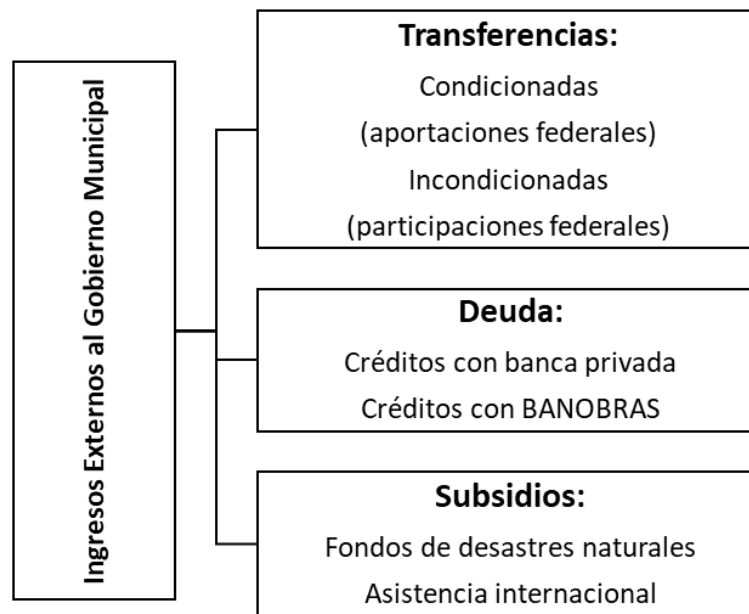 Ingresos Externos al Gobierno Municipal
Transferencias:
Condicionadas
(aportaciones federales)
Incondicionadas
(participaciones federales)
Deuda:
Créditos con banca privada
Créditos con BANOBRAS
Subsidios:
Fondos de desastres naturales
Asistencia internacional